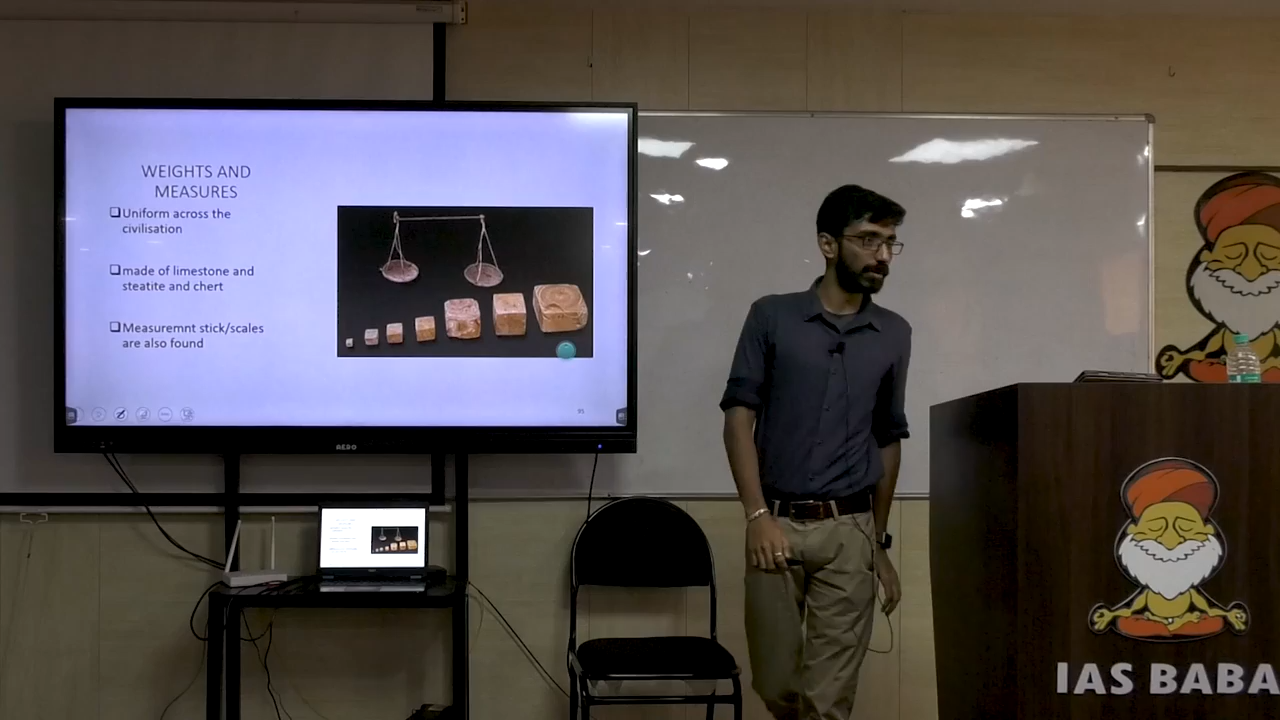 WEIGHTS AND
MEASURES
Uniform across the
civilisation
made of limestone and
steatite and chert
Measuremnt stick/scales
are also found
95
IAS BABA